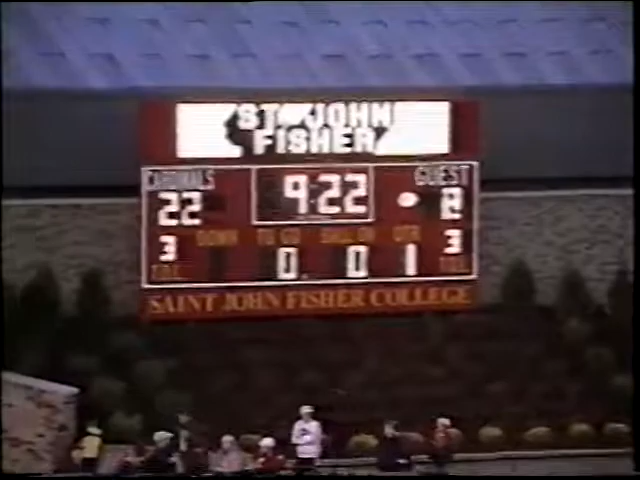 ST. JOHN
FISHER
CARDINALS GUEST
22 9:22
3 DOWN TO GO BALL ON QTR 3
T.O.L. 0 0 1 T.O.L.
SAINT JOHN FISHER COLLEGE